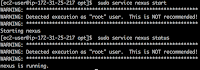 [ec2-user@ip-172-31-25-217 opt]$ sudo service nexus start
WARNING: ************************************************************
WARNING: Detected execution as "root" user.  This is NOT recommended!
WARNING: ************************************************************
Starting nexus
[ec2-user@ip-172-31-25-217 opt]$ sudo service nexus status
WARNING: ************************************************************
WARNING: Detected execution as "root" user.  This is NOT recommended!
WARNING: ************************************************************
nexus is running.